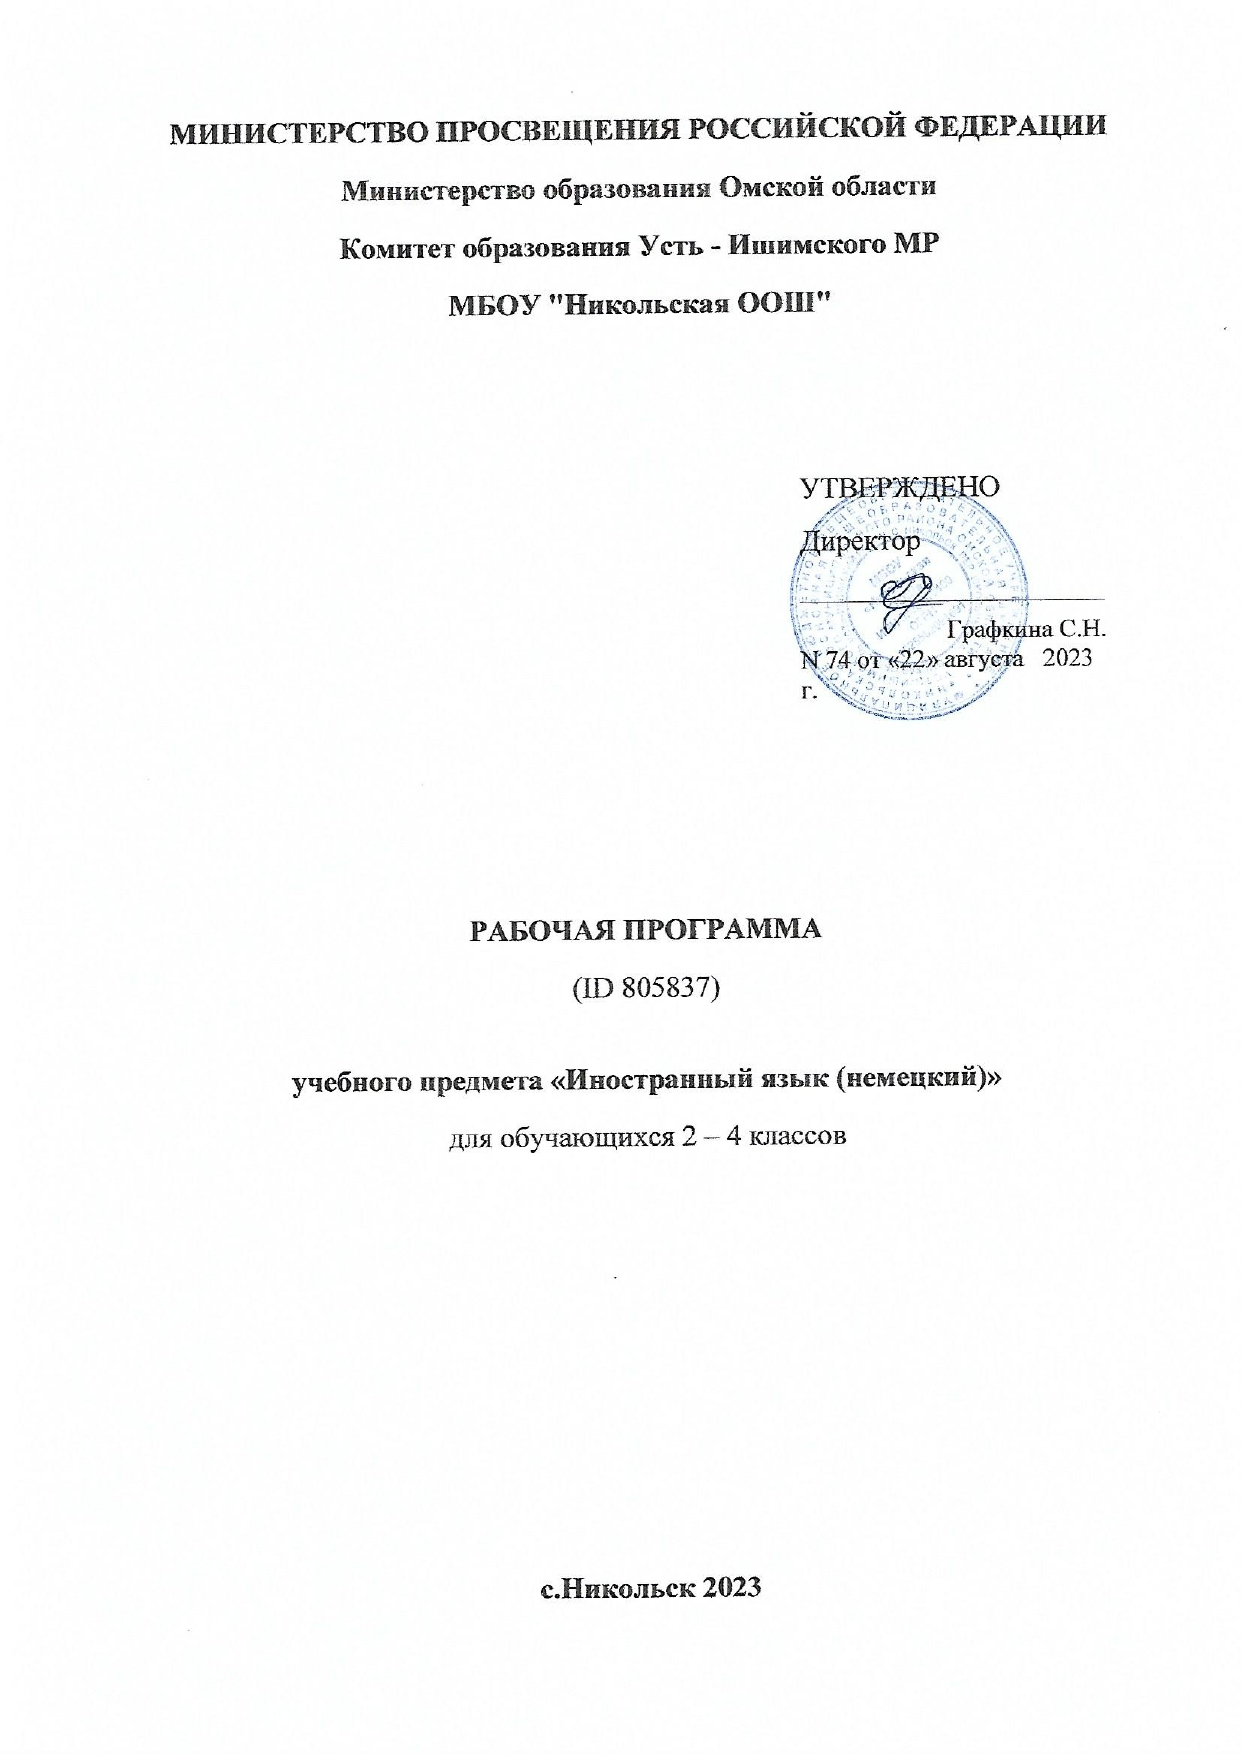 МИНИСТЕРСТВО ПРОСВЕЩЕНИЯ РОССИЙСКОЙ ФЕДЕРАЦИИ
Министерство образования Омской области
Комитет образования Усть - Ишимского МР
МБОУ "Никольская ООШ"
УТВЕРЖДЕНО
Директор
Графкина С.Н.
N 74 от «22» августа 2023
г.
РАБОЧАЯ ПРОГРАММА
(ID 805837)
учебного предмета «Иностранный язык (немецкий)»
для обучающихся 2 – 4 классов
с.Никольск 2023